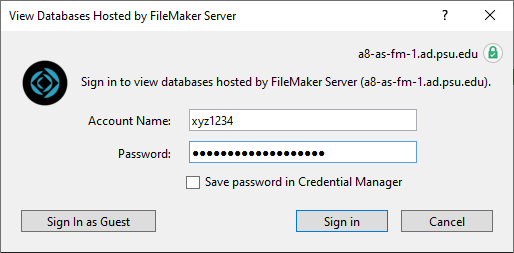 View Databases Hosted by FileMaker Server
a8-as-fm-1.ad.psu.edu
Sign in to view databases hosted by FileMaker Server (a8-as-fm-1.ad.psu.edu).
Account Name: xyz1234
Password: ●●●●●●●●●●●●●●●●●●●
Save password in Credential Manager
Sign In as Guest Sign in Cancel